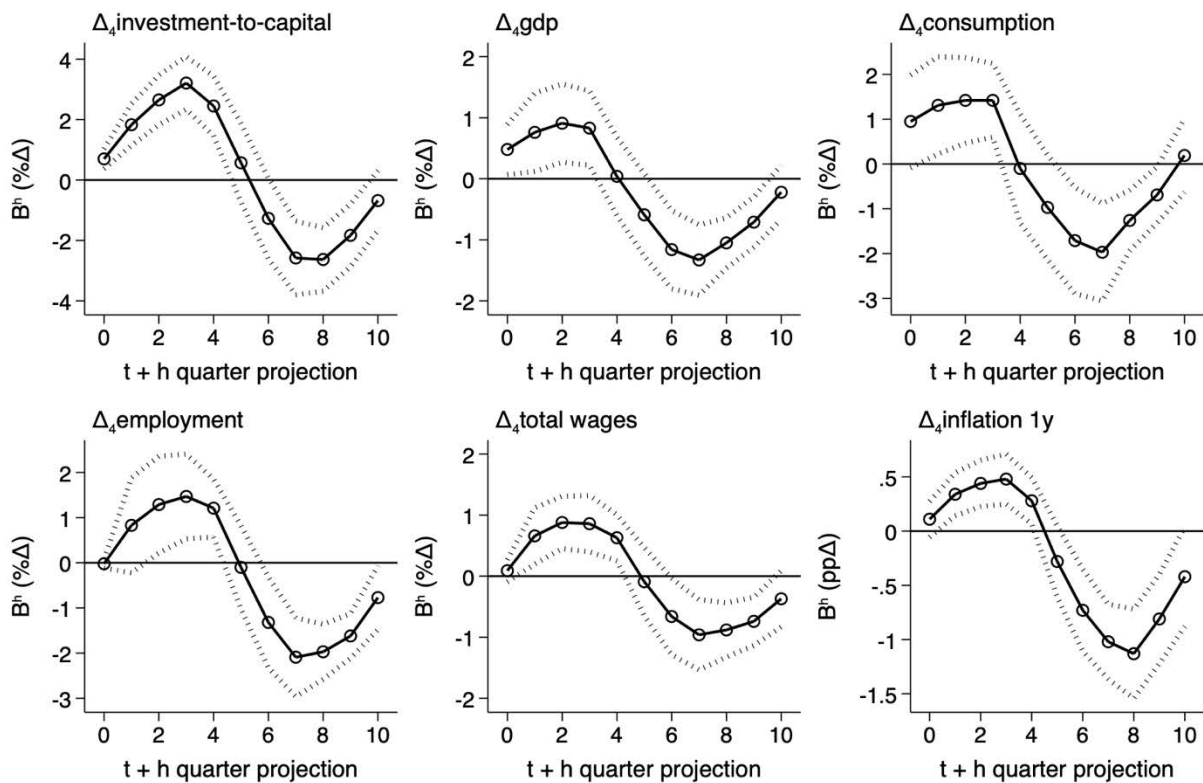 Δ₄investment-to-capital
4
2
0
-2
-4
Bʰ (%Δ)
0 2 4 6 8 10
t + h quarter projection
Δ₄gdp
2
1
0
-1
-2
Bʰ (%Δ)
0 2 4 6 8 10
t + h quarter projection
Δ₄consumption
2
1
0
-1
-2
-3
Bʰ (%Δ)
0 2 4 6 8 10
t + h quarter projection
Δ₄employment
2
1
0
-1
-2
-3
Bʰ (%Δ)
0 2 4 6 8 10
t + h quarter projection
Δ₄total wages
2
1
0
-1
-2
Bʰ (%Δ)
0 2 4 6 8 10
t + h quarter projection
Δ₄inflation 1y
.5
0
-.5
-1
-1.5
Bʰ (ppΔ)
0 2 4 6 8 10
t + h quarter projection